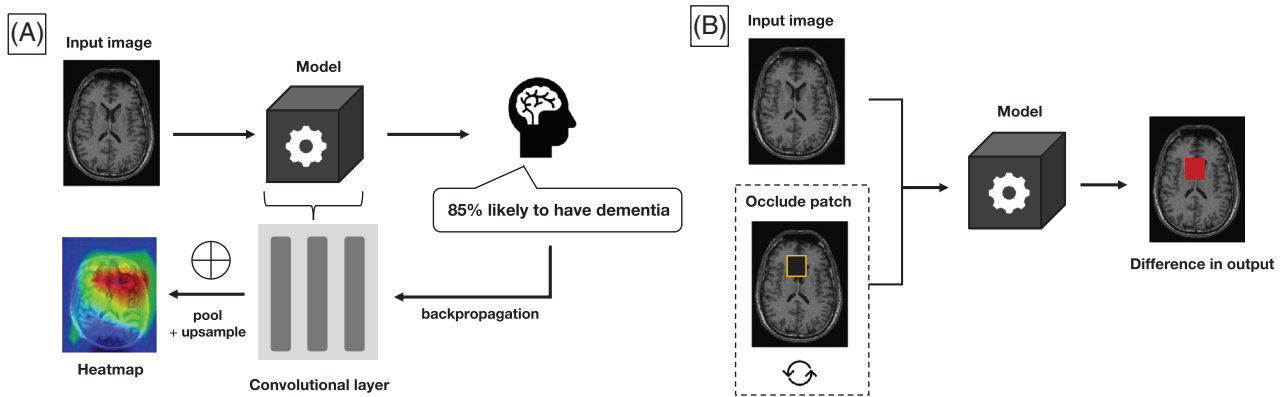 (A)
Input image
Model
85% likely to have dementia
backpropagation
pool
+ upsample
Heatmap
Convolutional layer
(B)
Input image
Occlude patch
Model
Difference in output